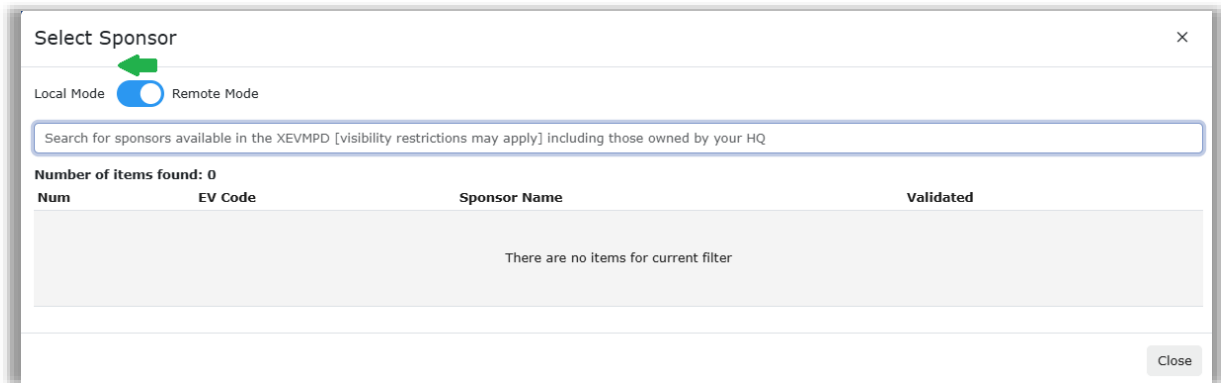 Select Sponsor
Local Mode Remote Mode
Search for sponsors available in the XEVMPD [visibility restrictions may apply] including those owned by your HQ
Number of items found: 0
Num EV Code Sponsor Name Validated
There are no items for current filter
Close